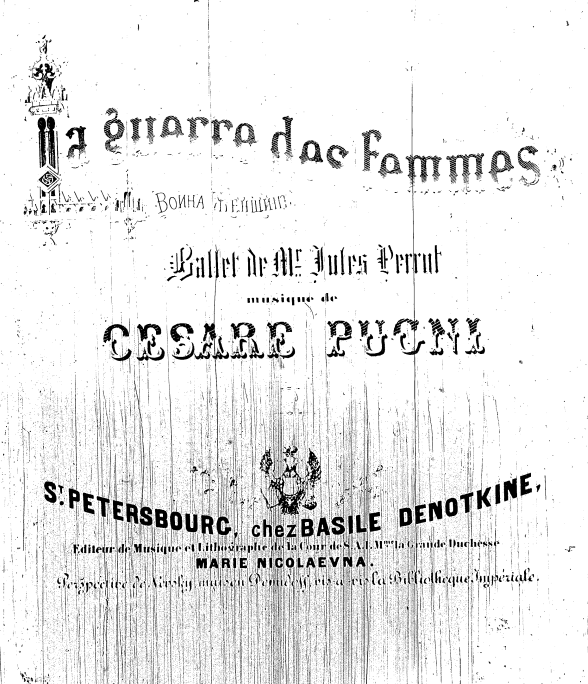 La guerre des femmes.
Война женщинъ.
Ballet de Mr. Jules Perrot
musique de
CESARE PUGNI
St. PETERSBOURG, chez BASILE DENOTKINE,
Editeur de Musique et Lithographe de la Cour de S.A.I. Mme la Grande Duchesse
MARIE NICOLAEVNA.
Perspective de Nevsky, maison Demidoff, vis-a-vis la Bibliotheque Impériale.